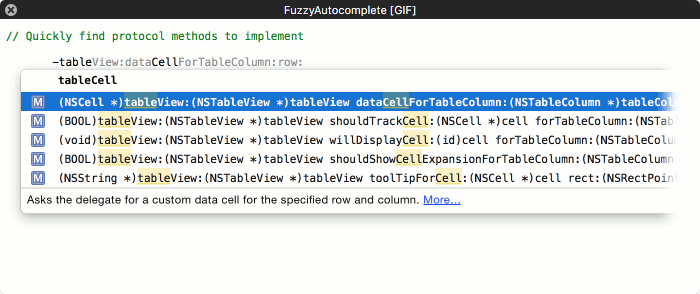 FuzzyAutocomplete [GIF]
// Quickly find protocol methods to implement
-tableView:dataCellForTableColumn:row:
tableCell
M (NSCell *)tableView:(NSTableView *)tableView dataCellForTableColumn:(NSTableColumn *)tableColu
M (BOOL)tableView:(NSTableView *)tableView shouldTrackCell:(NSCell *)cell forTableColumn:(NSTab
M (void)tableView:(NSTableView *)tableView willDisplayCell:(id)cell forTableColumn:(NSTableColum
M (BOOL)tableView:(NSTableView *)tableView shouldShowCellExpansionForTableColumn:(NSTableColumn
M (NSString *)tableView:(NSTableView *)tableView toolTipForCell:(NSCell *)cell rect:(NSRectPoin
Asks the delegate for a custom data cell for the specified row and column. More...